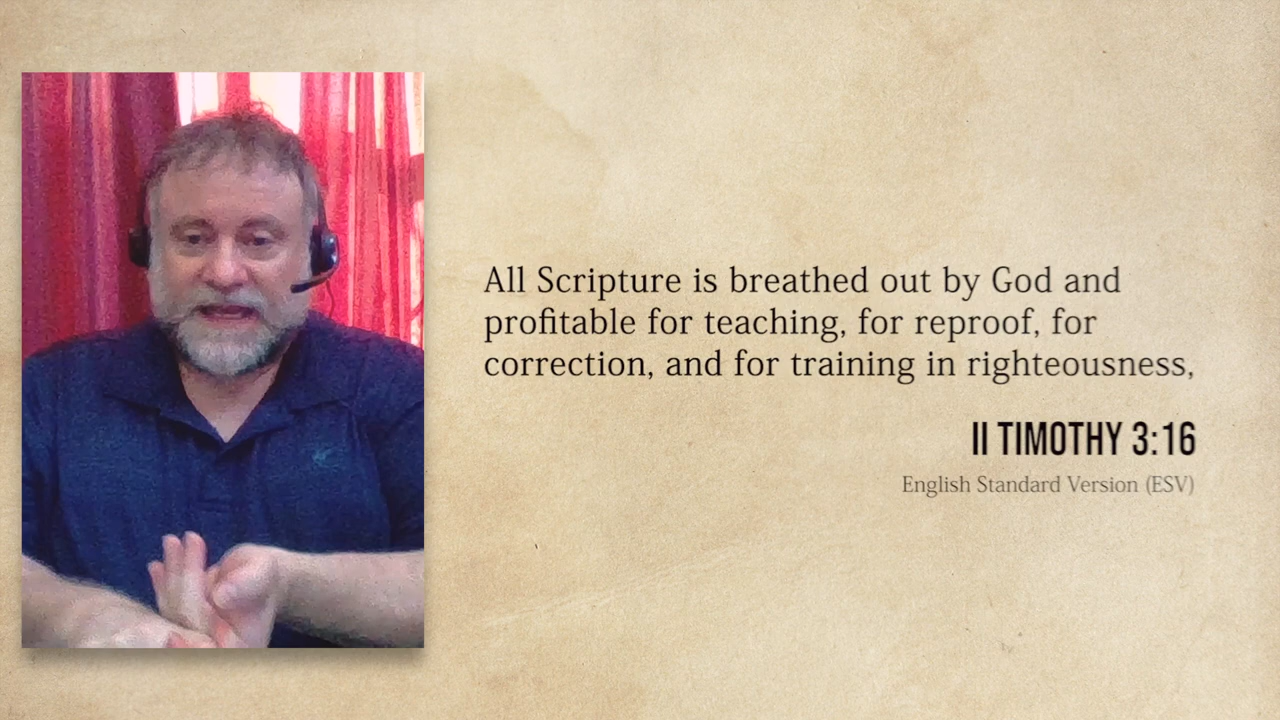 All Scripture is breathed out by God and
profitable for teaching, for reproof, for
correction, and for training in righteousness,
II TIMOTHY 3:16
English Standard Version (ESV)